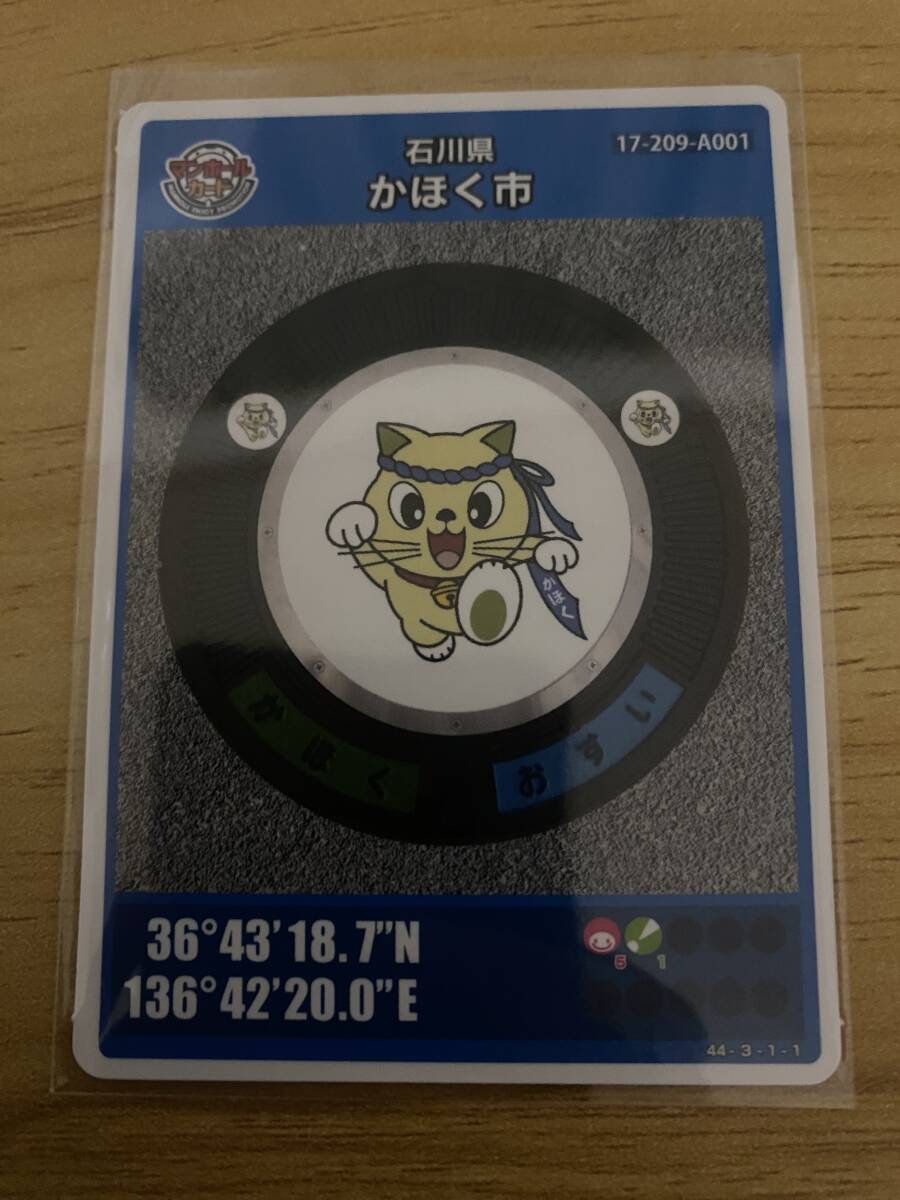 マンホール
カード
石川県
かほく市
17-209-A001
かほく
かほく
おすい
36°43'18.7"N
136°42'20.0"E
5 1
44-3-1-1